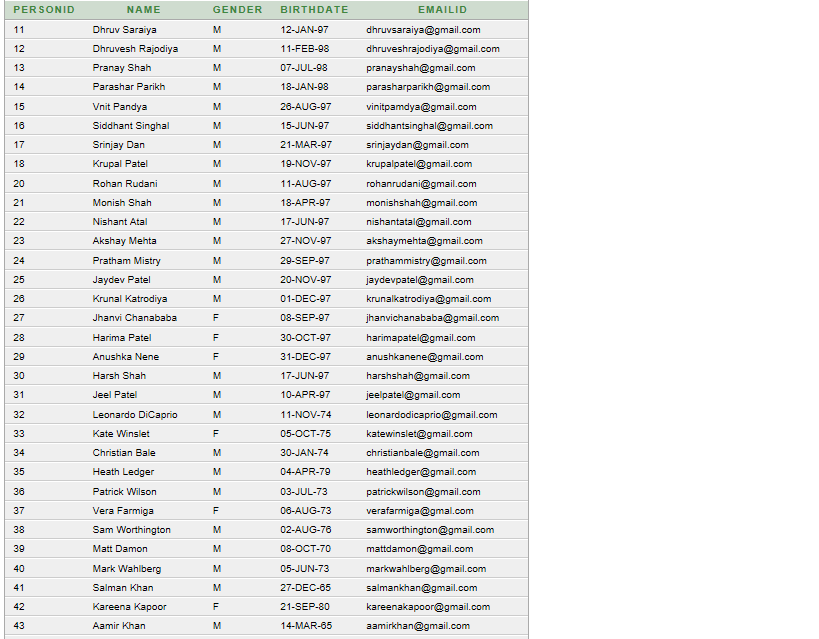 PERSONID NAME GENDER BIRTHDATE EMAILID
11 Dhruv Saraiya M 12-JAN-97 dhruvsaraiya@gmail.com
12 Dhruvesh Rajodiya M 11-FEB-98 dhruveshrajodiya@gmail.com
13 Pranay Shah M 07-JUL-98 pranayshah@gmail.com
14 Parashar Parikh M 18-JAN-98 parasharparikh@gmail.com
15 Vnit Pandya M 26-AUG-97 vinitpamdya@gmail.com
16 Siddhant Singhal M 15-JUN-97 siddhantsinghal@gmail.com
17 Srinjay Dan M 21-MAR-97 srinjaydan@gmail.com
18 Krupal Patel M 19-NOV-97 krupalpatel@gmail.com
20 Rohan Rudani M 11-AUG-97 rohanrudani@gmail.com
21 Monish Shah M 18-APR-97 monishshah@gmail.com
22 Nishant Atal M 17-JUN-97 nishantatal@gmail.com
23 Akshay Mehta M 27-NOV-97 akshaymehta@gmail.com
24 Pratham Mistry M 29-SEP-97 prathammistry@gmail.com
25 Jaydev Patel M 20-NOV-97 jaydevpatel@gmail.com
26 Krunal Katrodiya M 01-DEC-97 krunalkatrodiya@gmail.com
27 Jhanvi Chanababa F 08-SEP-97 jhanvichanababa@gmail.com
28 Harima Patel F 30-OCT-97 harimapatel@gmail.com
29 Anushka Nene F 31-DEC-97 anushkanene@gmail.com
30 Harsh Shah M 17-JUN-97 harshshah@gmail.com
31 Jeel Patel M 10-APR-97 jeelpatel@gmail.com
32 Leonardo DiCaprio M 11-NOV-74 leonardodicaprio@gmail.com
33 Kate Winslet F 05-OCT-75 katewinslet@gmail.com
34 Christian Bale M 30-JAN-74 christianbale@gmail.com
35 Heath Ledger M 04-APR-79 heathledger@gmail.com
36 Patrick Wilson M 03-JUL-73 patrickwilson@gmail.com
37 Vera Farmiga F 06-AUG-73 verafarmiga@gmal.com
38 Sam Worthington M 02-AUG-76 samworthington@gmail.com
39 Matt Damon M 08-OCT-70 mattdamon@gmail.com
40 Mark Wahlberg M 05-JUN-73 markwahlberg@gmail.com
41 Salman Khan M 27-DEC-65 salmankhan@gmail.com
42 Kareena Kapoor F 21-SEP-80 kareenakapoor@gmail.com
43 Aamir Khan M 14-MAR-65 aamirkhan@gmail.com